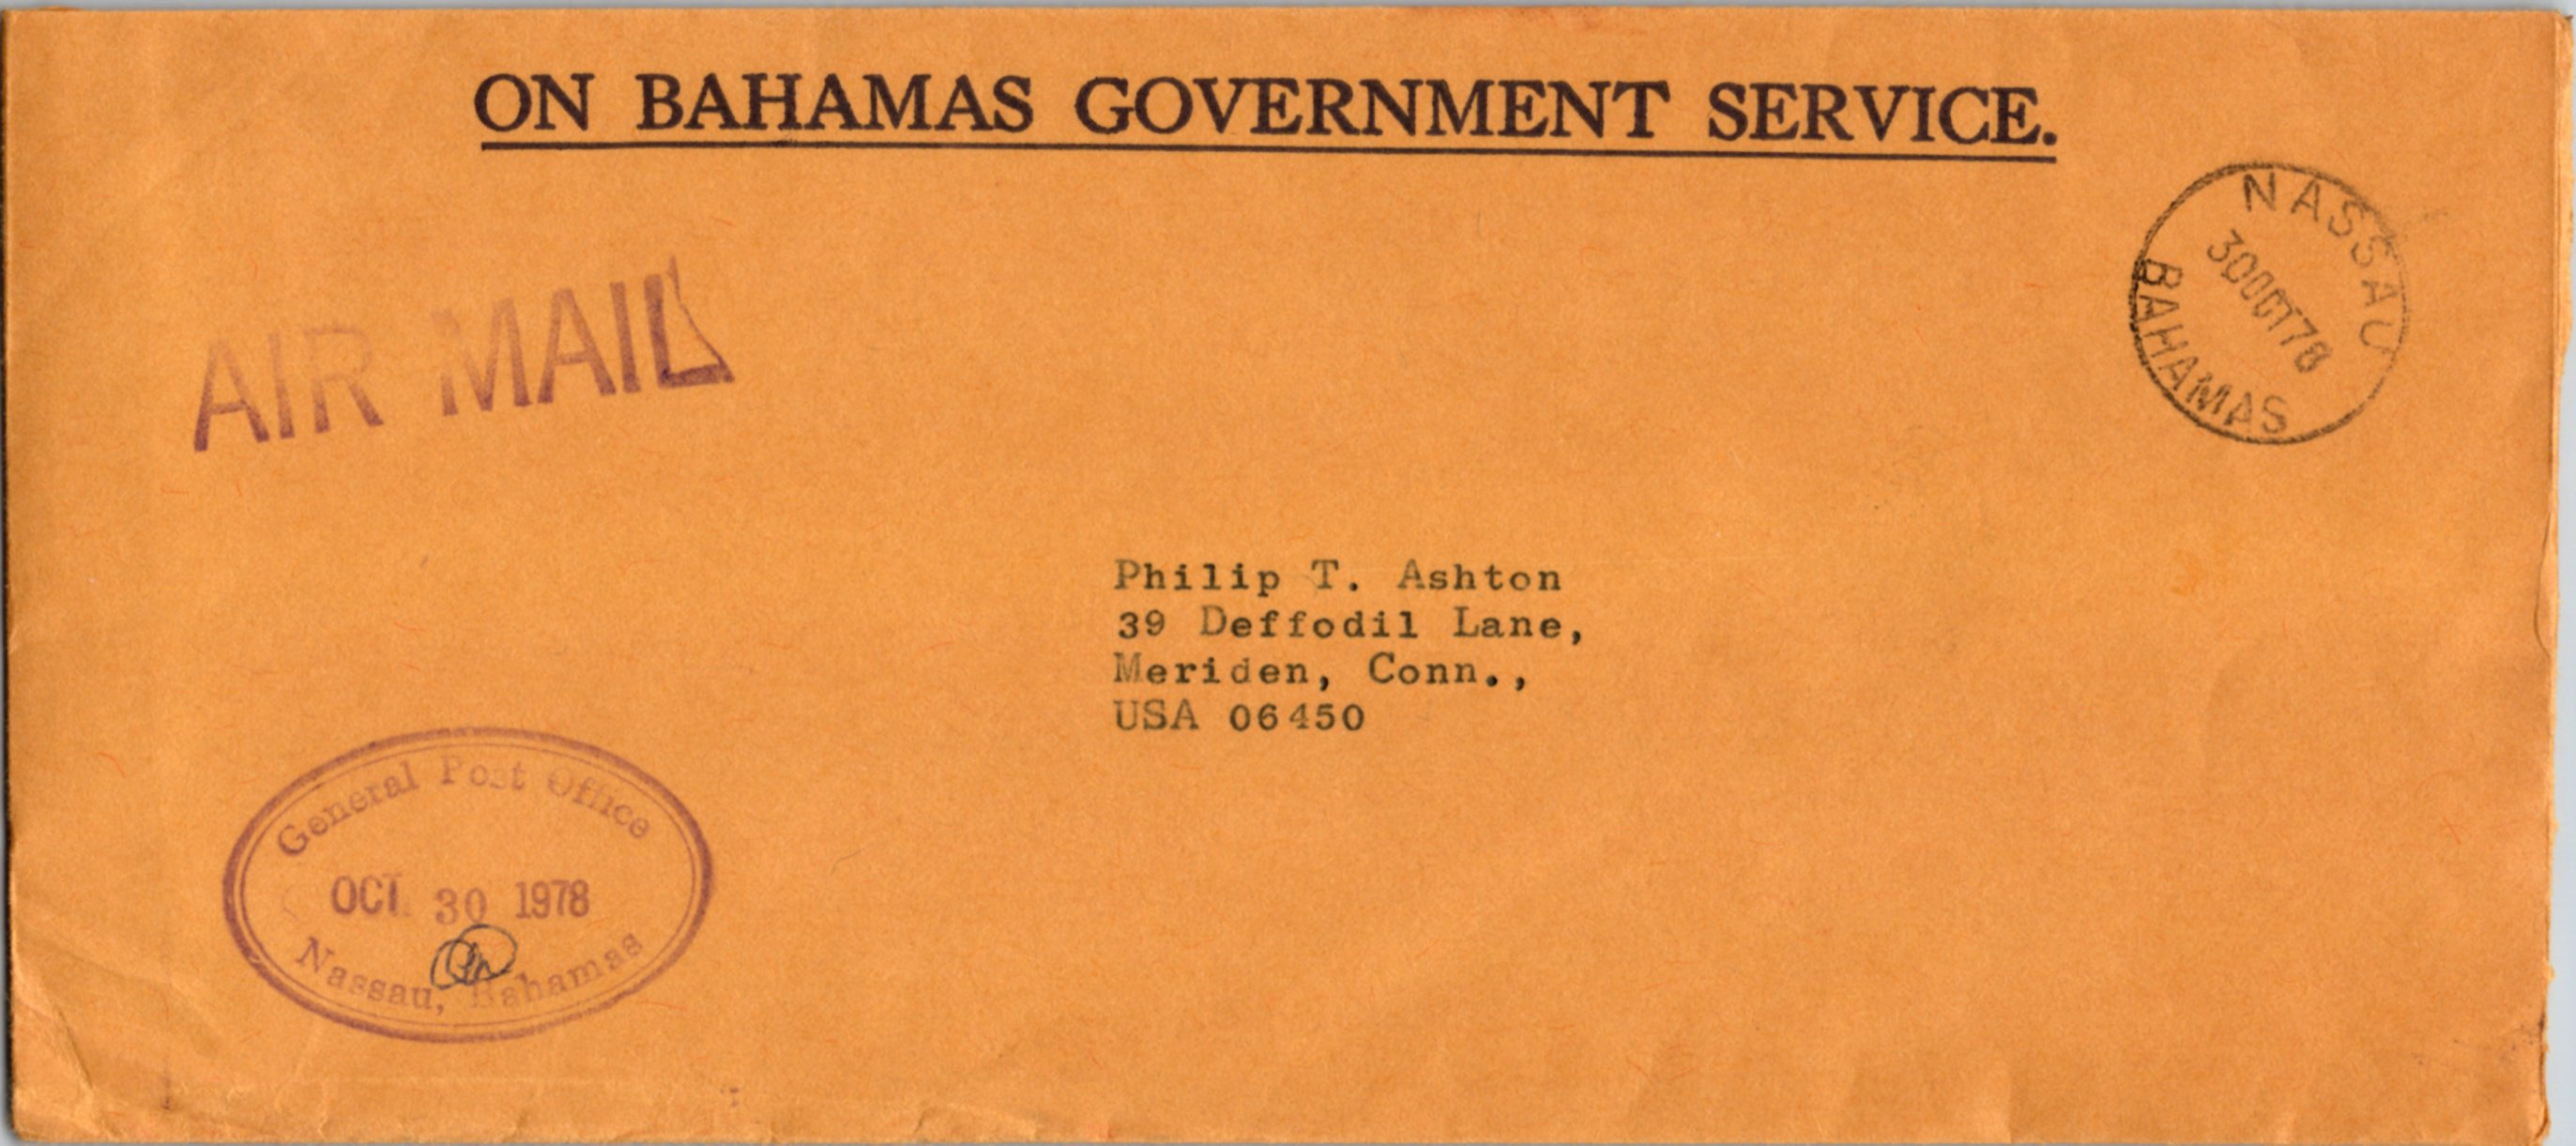 ON BAHAMAS GOVERNMENT SERVICE.
NASSAU
30OCT78
BAHAMAS
AIR MAIL
Philip T. Ashton
39 Deffodil Lane,
Meriden, Conn.,
USA 06450
General Post Office
OCT 30 1978
Nassau, Bahamas